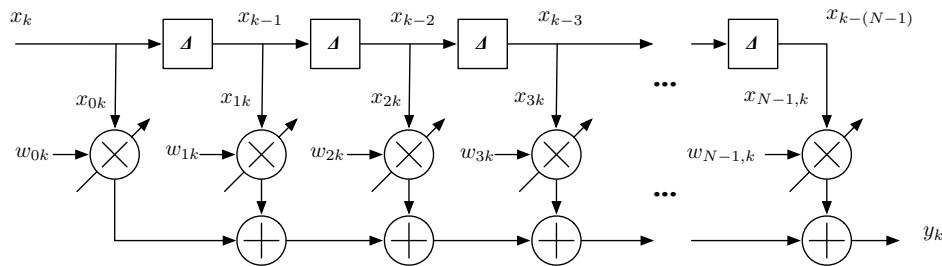 x_k x_{k−1} x_{k−2} x_{k−3} x_{k−(N−1)}
Δ Δ Δ Δ
... 
x_{0k} x_{1k} x_{2k} x_{3k} x_{N−1,k}
w_{0k} w_{1k} w_{2k} w_{3k} w_{N−1,k}
...
y_k